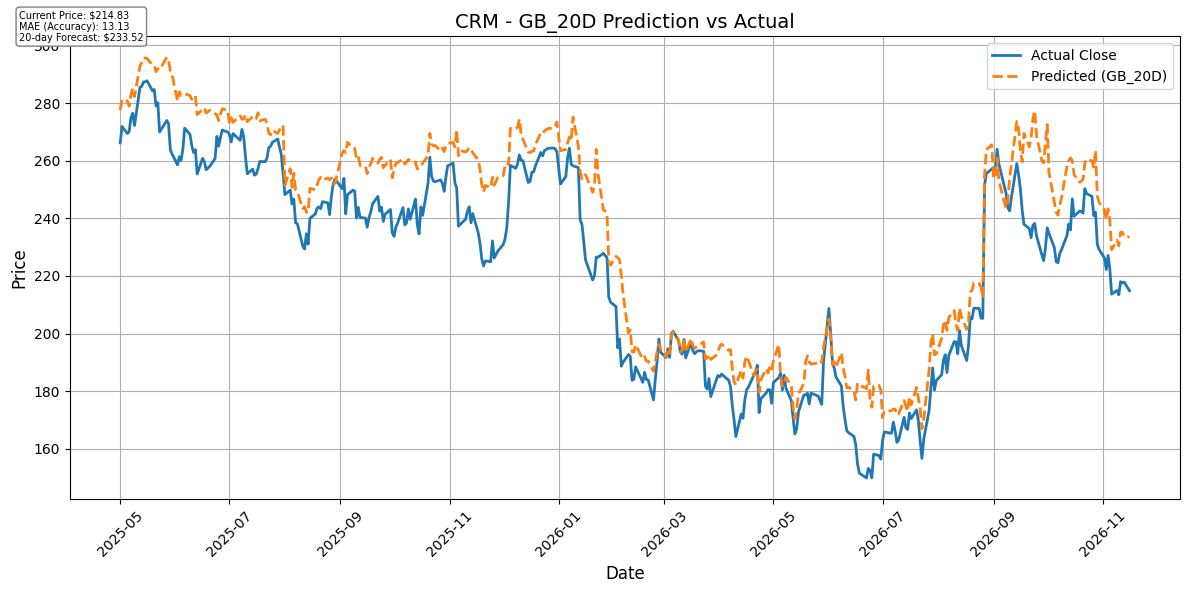 CRM - GB_20D Prediction vs Actual
Current Price: $214.83
MAE (Accuracy): 13.13
20-day Forecast: $233.52
Actual Close
Predicted (GB_20D)
Price
300
280
260
240
220
200
180
160
2025-05
2025-07
2025-09
2025-11
2026-01
2026-03
2026-05
2026-07
2026-09
2026-11
Date